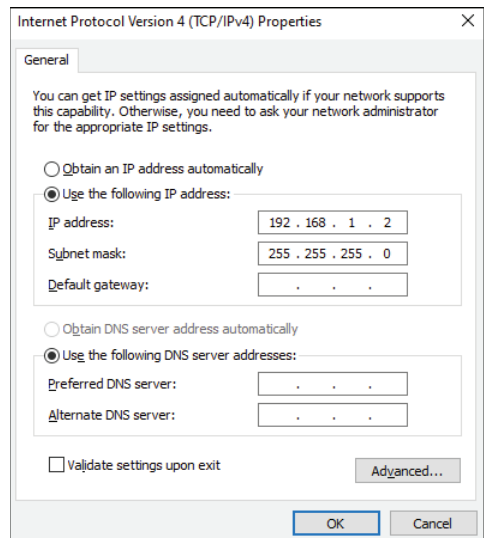 Internet Protocol Version 4 (TCP/IPv4) Properties
General
You can get IP settings assigned automatically if your network supports
this capability. Otherwise, you need to ask your network administrator
for the appropriate IP settings.
Obtain an IP address automatically
Use the following IP address:
IP address: 192 . 168 . 1 . 2
Subnet mask: 255 . 255 . 255 . 0
Default gateway: . . .
Obtain DNS server address automatically
Use the following DNS server addresses:
Preferred DNS server: . . .
Alternate DNS server: . . .
Validate settings upon exit
Advanced...
OK Cancel